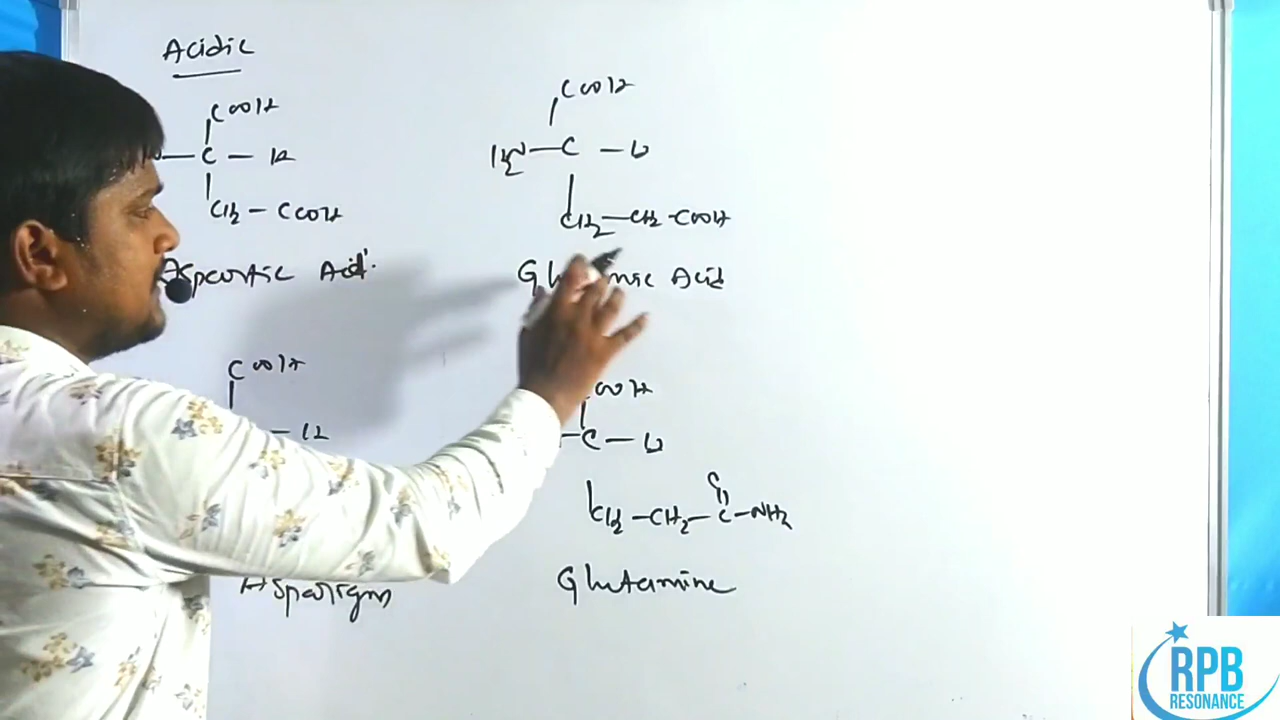 Acidic
COOH
C - H
CH2 - COOH
Aspartic Acid
COOH
H2N - C - H
CH2 - CH2 - COOH
Acid
COOH
- H
COOH
- C - H
CH2 - CH2 - C - NH2
Glutamine
RPB
RESONANCE